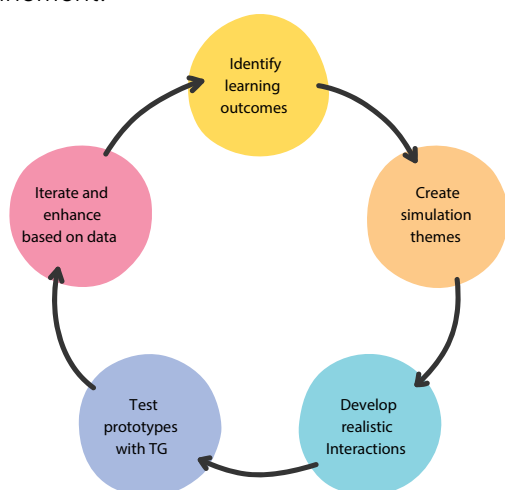 Identify
learning
outcomes
Create
simulation
themes
Develop
realistic
Interactions
Test
prototypes
with TG
Iterate and
enhance
based on data